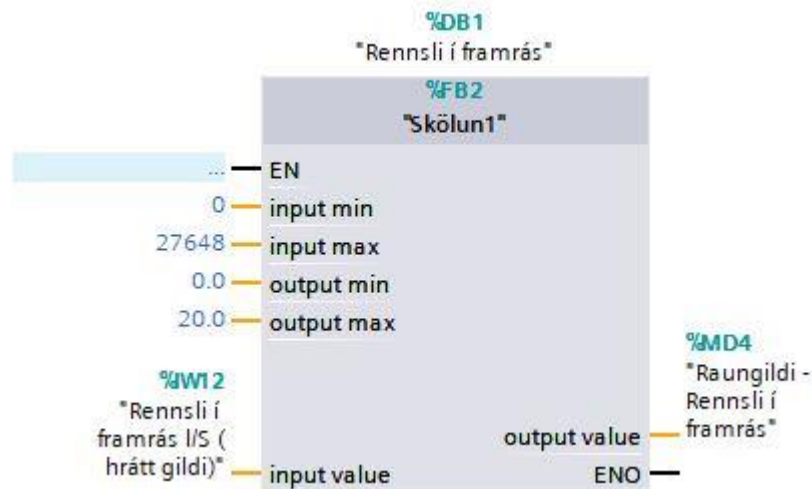 %DB1
"Rennsli í framrás"
%FB2
"Skölun1"
... EN
0 input min
27648 input max
0.0 output min
20.0 output max
%IW12
"Rennsli í
framrás l/S (
hrátt gildi)" input value
%MD4
"Raungildi -
Rennsli í
framrás"
output value
ENO